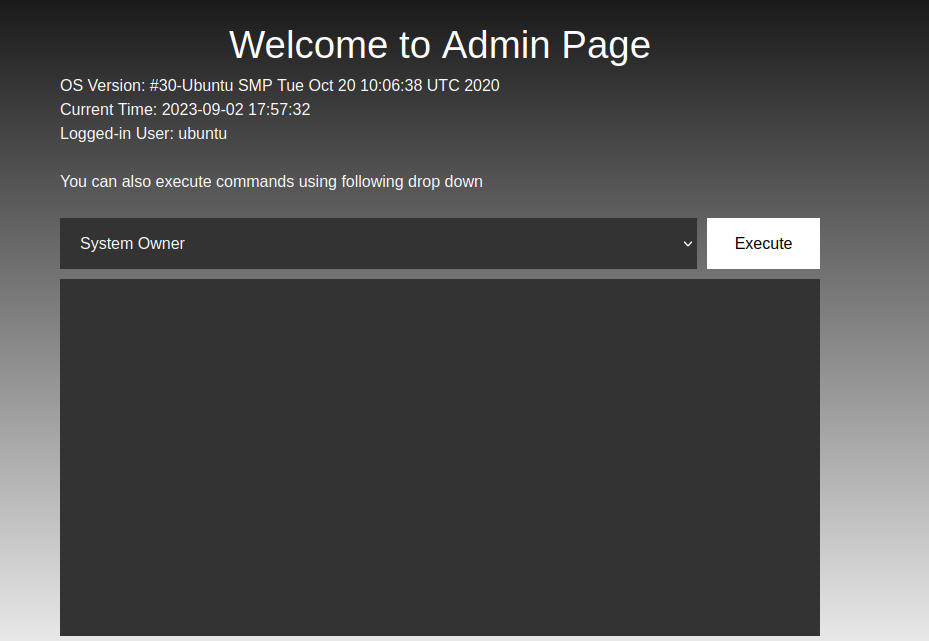 Welcome to Admin Page
OS Version: #30-Ubuntu SMP Tue Oct 20 10:06:38 UTC 2020
Current Time: 2023-09-02 17:57:32
Logged-in User: ubuntu
You can also execute commands using following drop down
System Owner
Execute